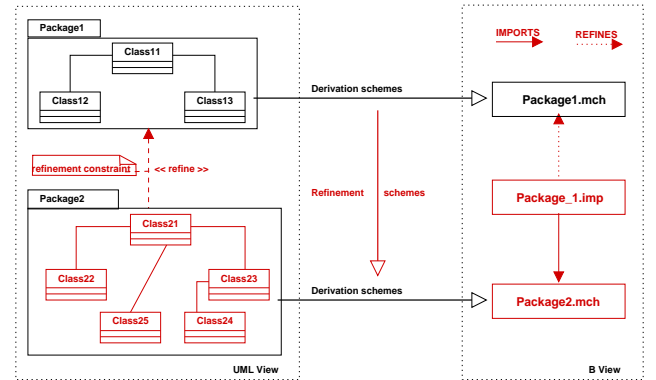 Package1
Class11
Class12
Class13
refinement constraint
<< refine >>
Package2
Class21
Class22
Class23
Class25
Class24
UML View
Derivation schemes
Refinement schemes
Derivation schemes
IMPORTS
REFINES
Package1.mch
Package_1.imp
Package2.mch
B View